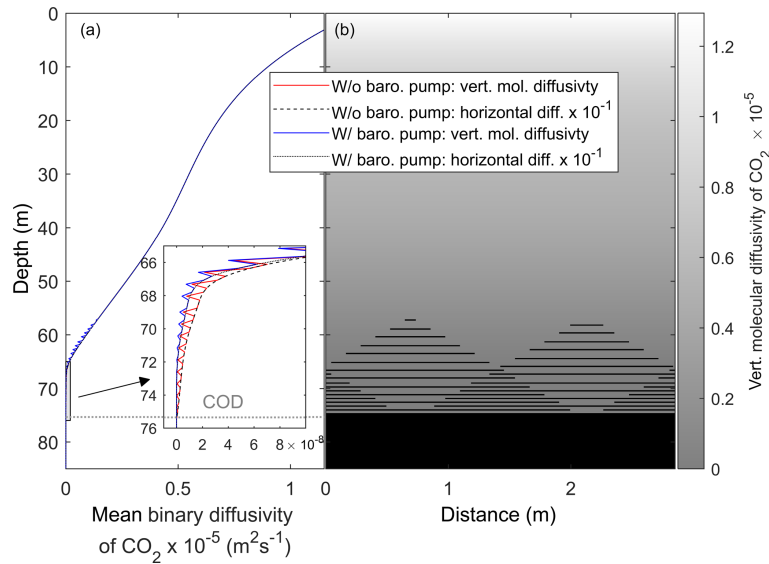 (a)
(b)
0
10
20
30
40
50
60
70
80
Depth (m)
W/o baro. pump: vert. mol. diffusivty
W/o baro. pump: horizontal diff. x 10⁻¹
W/ baro. pump: vert. mol. diffusivty
W/ baro. pump: horizontal diff. x 10⁻¹
66
68
70
72
74
76
COD
0 2 4 6 8 × 10⁻⁸
0 0.5 1
Mean binary diffusivity
of CO₂ x 10⁻⁵ (m²s⁻¹)
0 1 2
Distance (m)
1.2
1
0.8
0.6
0.4
0.2
0
Vert. molecular diffusivity of CO₂ × 10⁻⁵